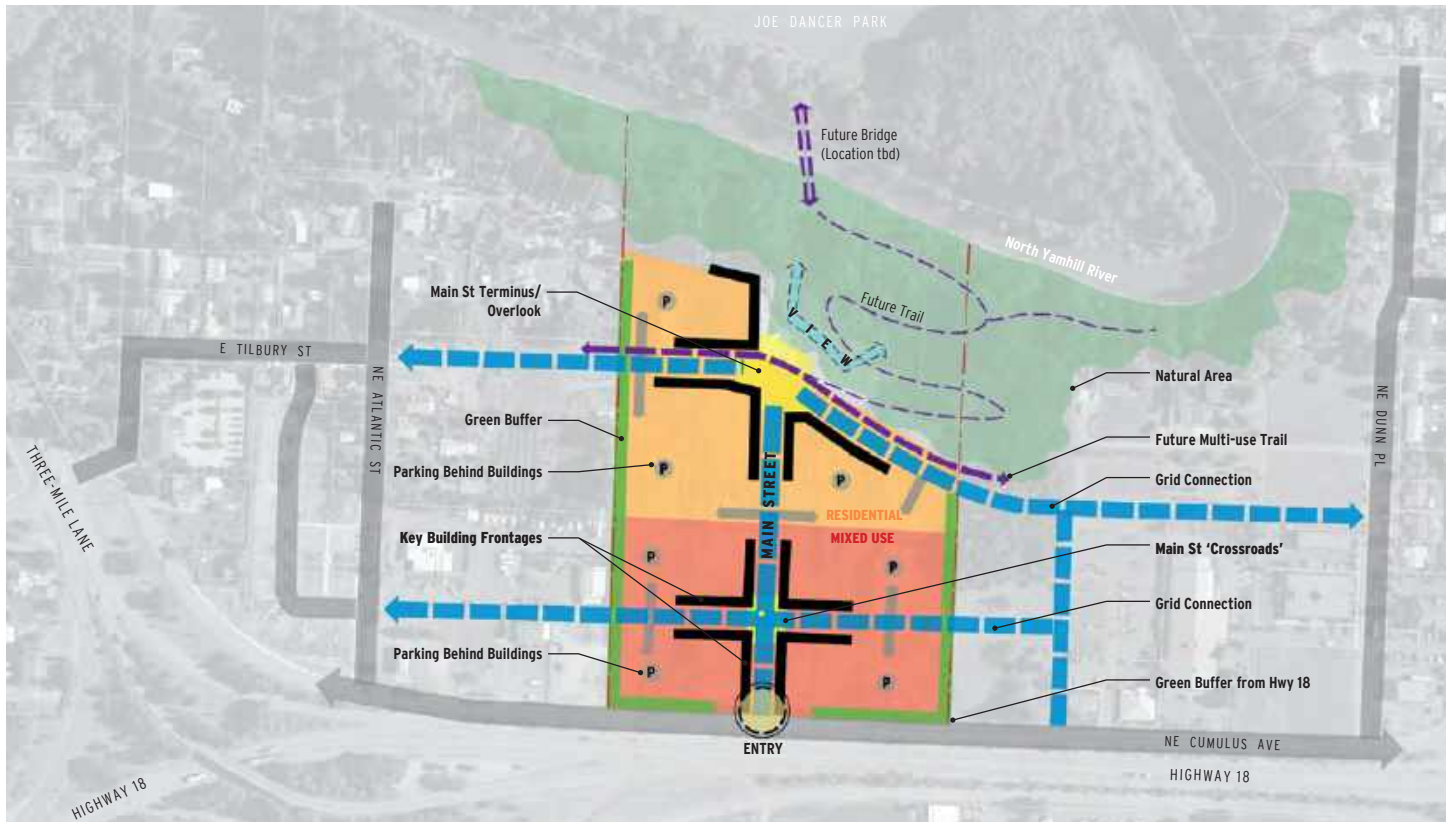 JOE DANCER PARK
Future Bridge
(Location tbd)
North Yamhill River
Main St Terminus/
Overlook
P
VIEW
Future Trail
E TILBURY ST
NE ATLANTIC ST
Natural Area
NE DUNN PL
Green Buffer
Future Multi-use Trail
THREE-MILE LANE
Parking Behind Buildings
P
P
Grid Connection
MAIN STREET
RESIDENTIAL
MIXED USE
Key Building Frontages
P
P
Main St 'Crossroads'
Grid Connection
Parking Behind Buildings
P
P
Green Buffer from Hwy 18
ENTRY
NE CUMULUS AVE
HIGHWAY 18
HIGHWAY 18